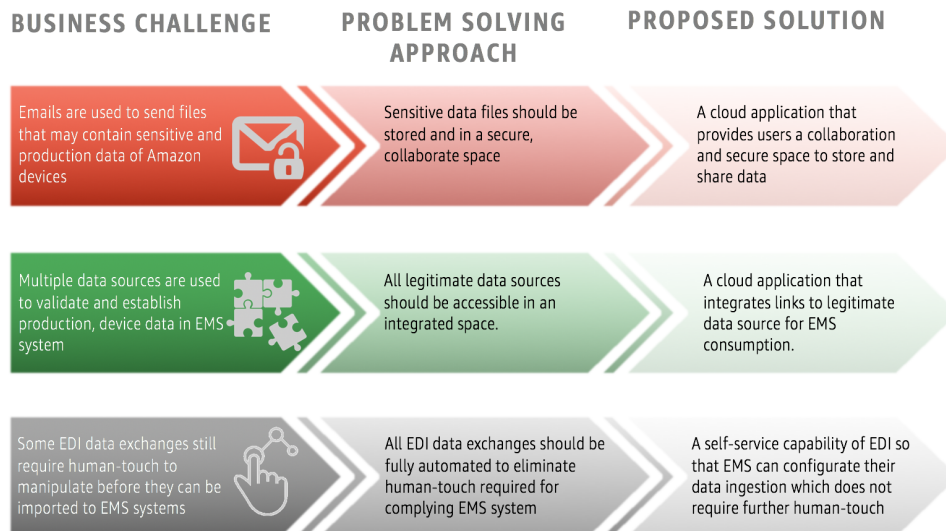 BUSINESS CHALLENGE
PROBLEM SOLVING
APPROACH
PROPOSED SOLUTION
Emails are used to send files
that may contain sensitive and
production data of Amazon
devices
Sensitive data files should be
stored and in a secure,
collaborate space
A cloud application that
provides users a collaboration
and secure space to store and
share data
Multiple data sources are used
to validate and establish
production, device data in EMS
system
All legitimate data sources
should be accessible in an
integrated space.
A cloud application that
integrates links to legitimate
data source for EMS
consumption.
Some EDI data exchanges still
require human-touch to
manipulate before they can be
imported to EMS systems
All EDI data exchanges should be
fully automated to eliminate
human-touch required for
complying EMS system
A self-service capability of EDI so
that EMS can configurate their
data ingestion which does not
require further human-touch